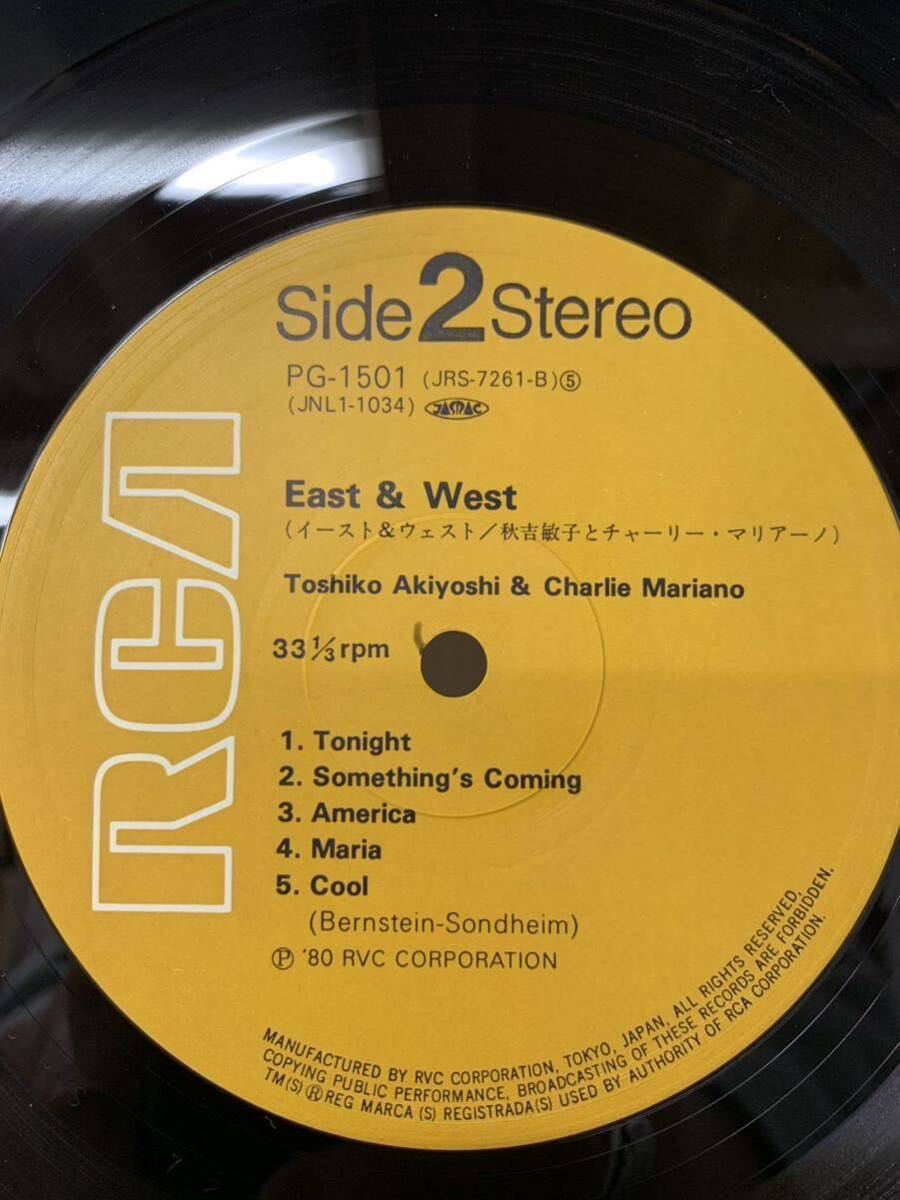 Side 2 Stereo
PG-1501 (JRS-7261-B)⑤
(JNL1-1034) JASRAC
East & West
(イースト&ウェスト/秋吉敏子とチャーリー・マリアーノ)
Toshiko Akiyoshi & Charlie Mariano
33 1/3 rpm
1. Tonight
2. Something's Coming
3. America
4. Maria
5. Cool
(Bernstein-Sondheim)
Ⓟ '80 RVC CORPORATION
RCA
MANUFACTURED BY RVC CORPORATION, TOKYO, JAPAN, ALL RIGHTS RESERVED,
COPYING PUBLIC PERFORMANCE, BROADCASTING OF THESE RECORDS ARE FORBIDDEN.
TM(S) ® REG MARCA (S) REGISTRADA(S) USED BY AUTHORITY OF RCA CORPORATION.